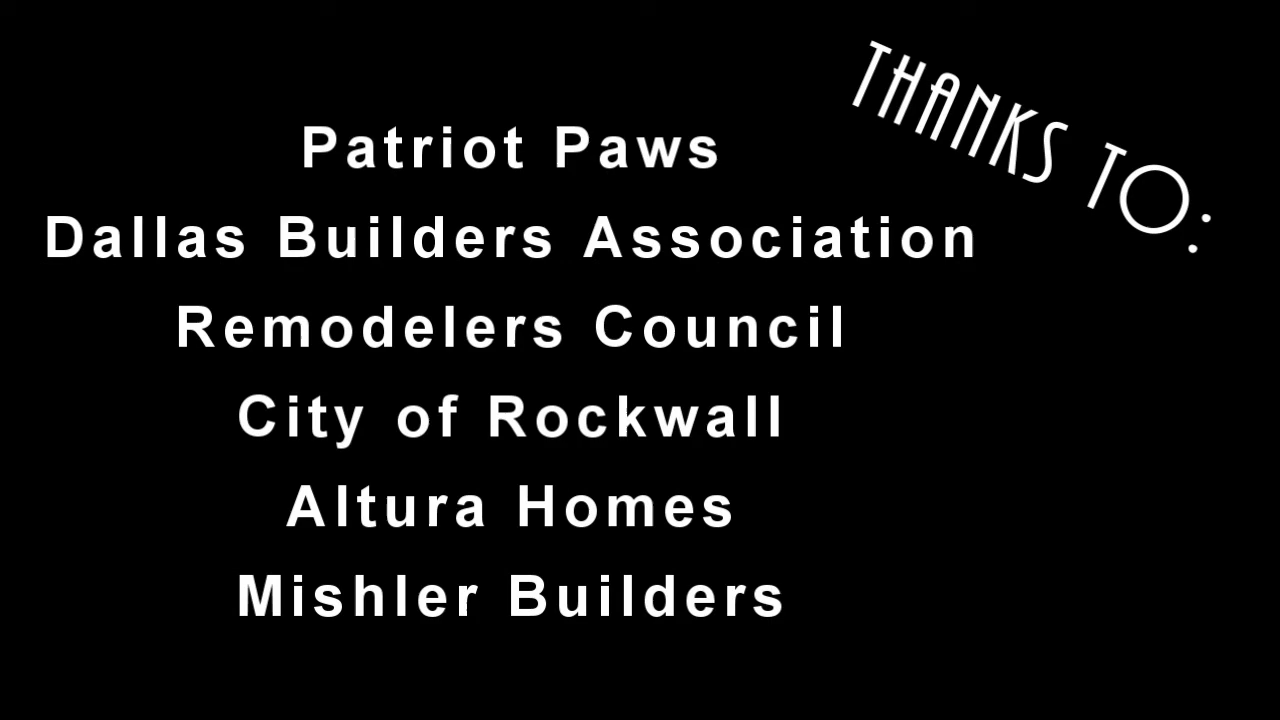 THANKS TO:
Patriot Paws
Dallas Builders Association
Remodelers Council
City of Rockwall
Altura Homes
Mishler Builders